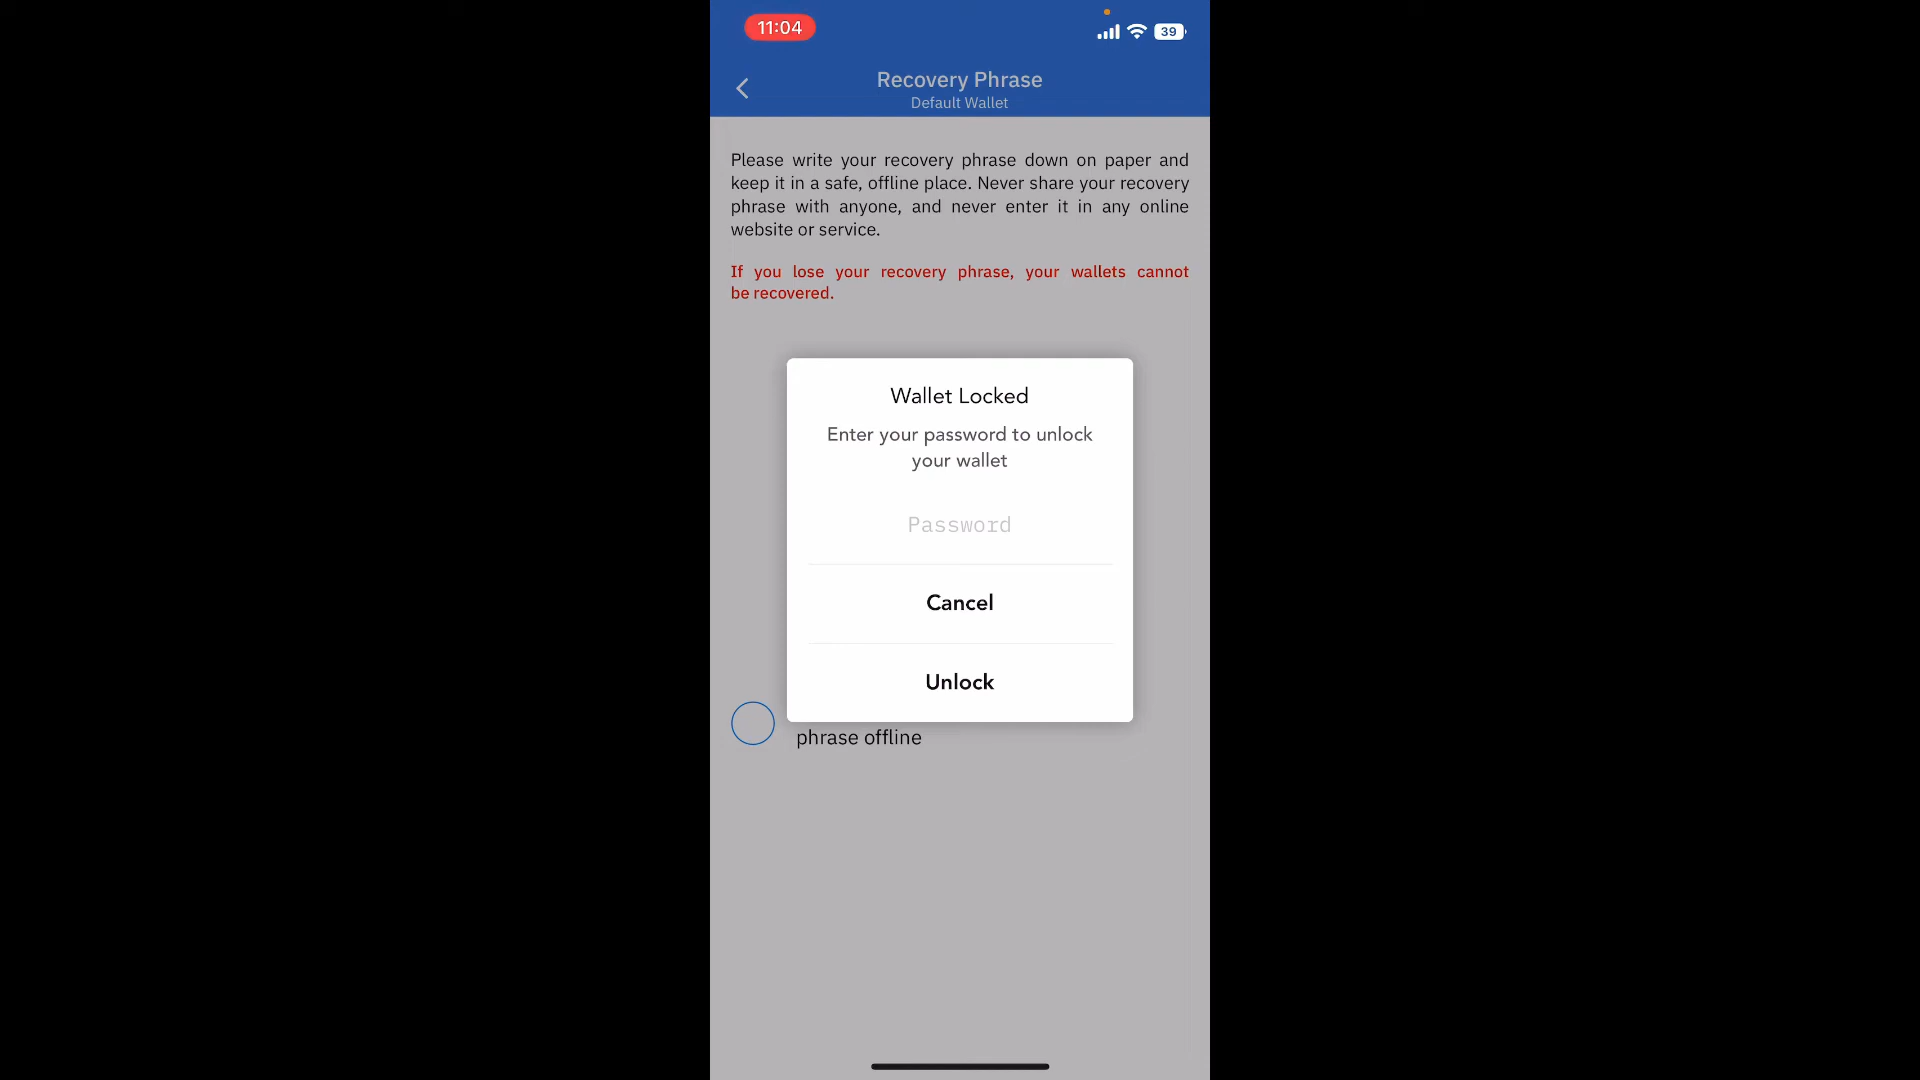 11:04
39
Recovery Phrase
Default Wallet
Please write your recovery phrase down on paper and
keep it in a safe, offline place. Never share your recovery
phrase with anyone, and never enter it in any online
website or service.
If you lose your recovery phrase, your wallets cannot
be recovered.
Wallet Locked
Enter your password to unlock
your wallet
Password
Cancel
Unlock
phrase offline